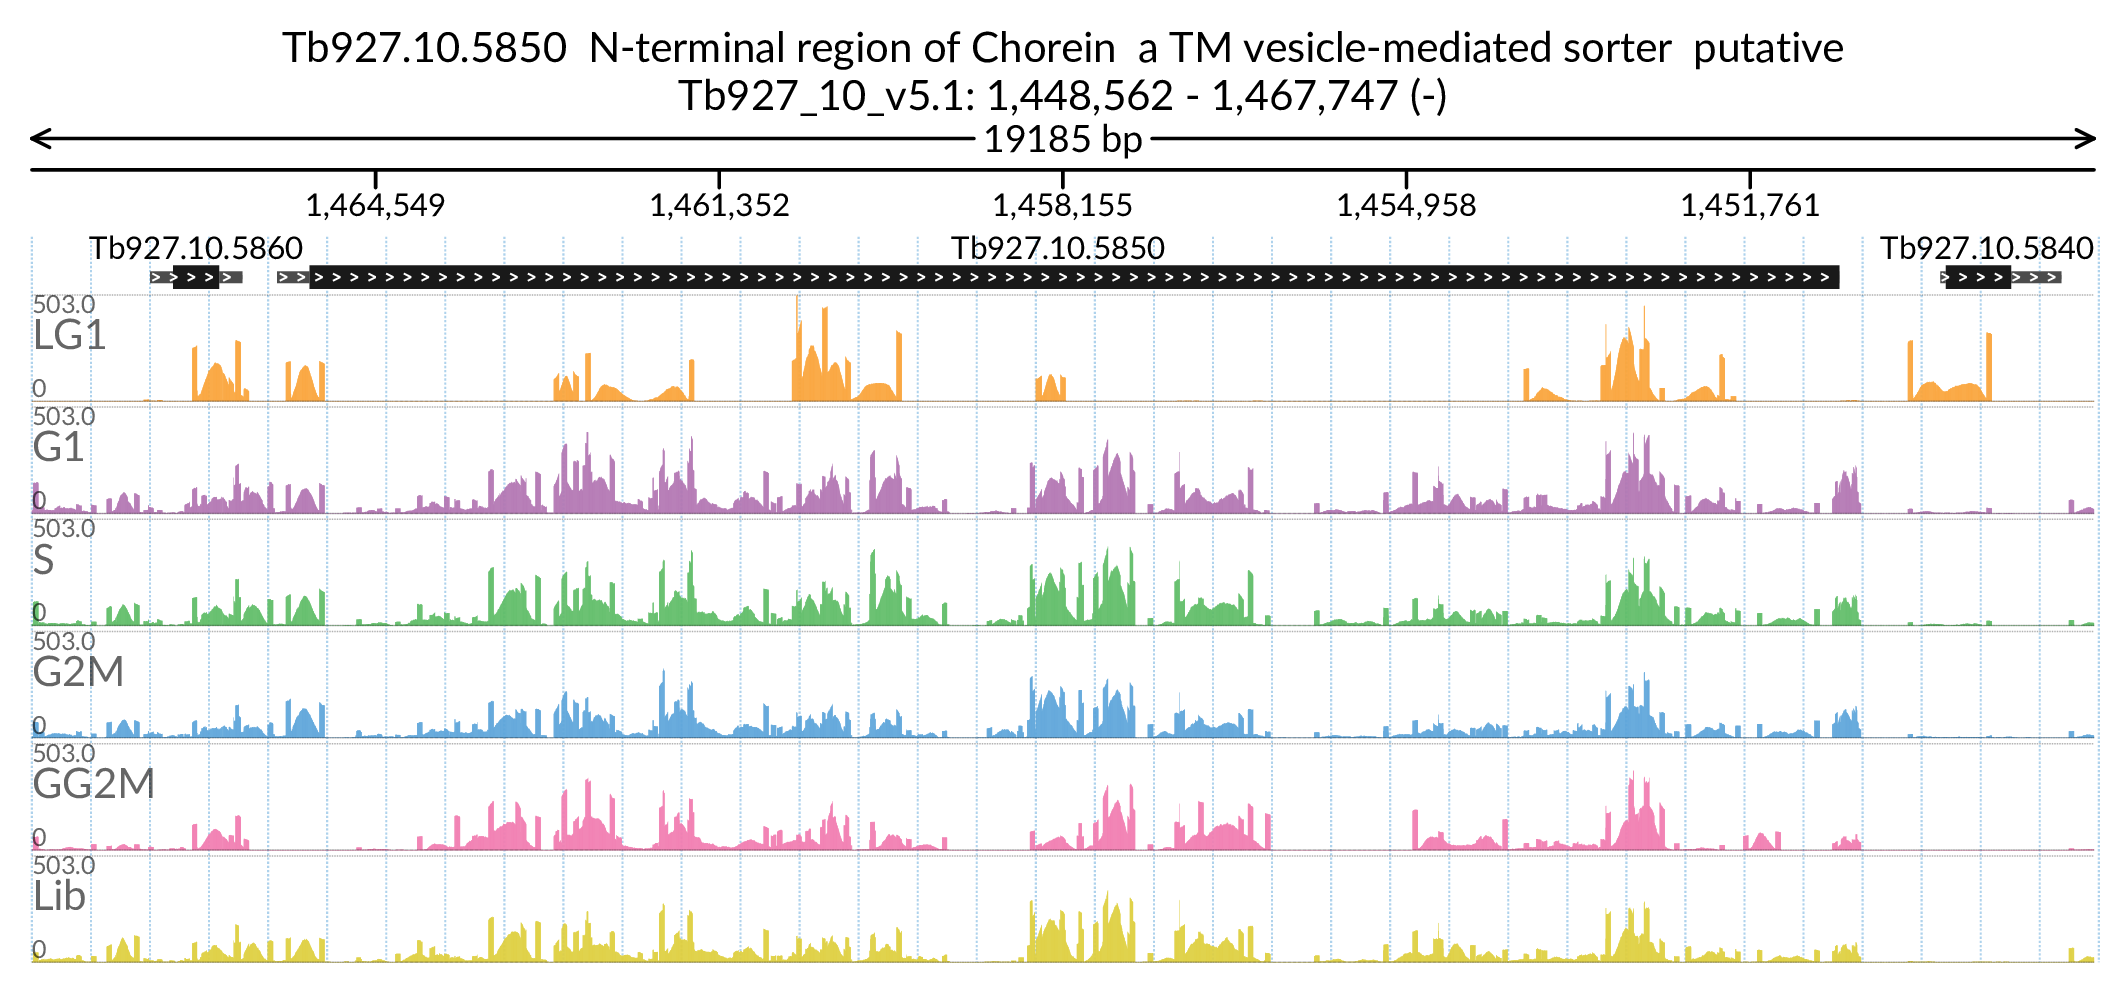 Tb927.10.5850  N-terminal region of Chorein  a TM vesicle-mediated sorter  putative
Tb927_10_v5.1: 1,448,562 - 1,467,747 (-)
19185 bp
1,464,549 1,461,352 1,458,155 1,454,958 1,451,761
Tb927.10.5860 Tb927.10.5850 Tb927.10.5840
503.0
LG1
0
503.0
G1
0
503.0
S
0
503.0
G2M
0
503.0
GG2M
0
503.0
Lib
0